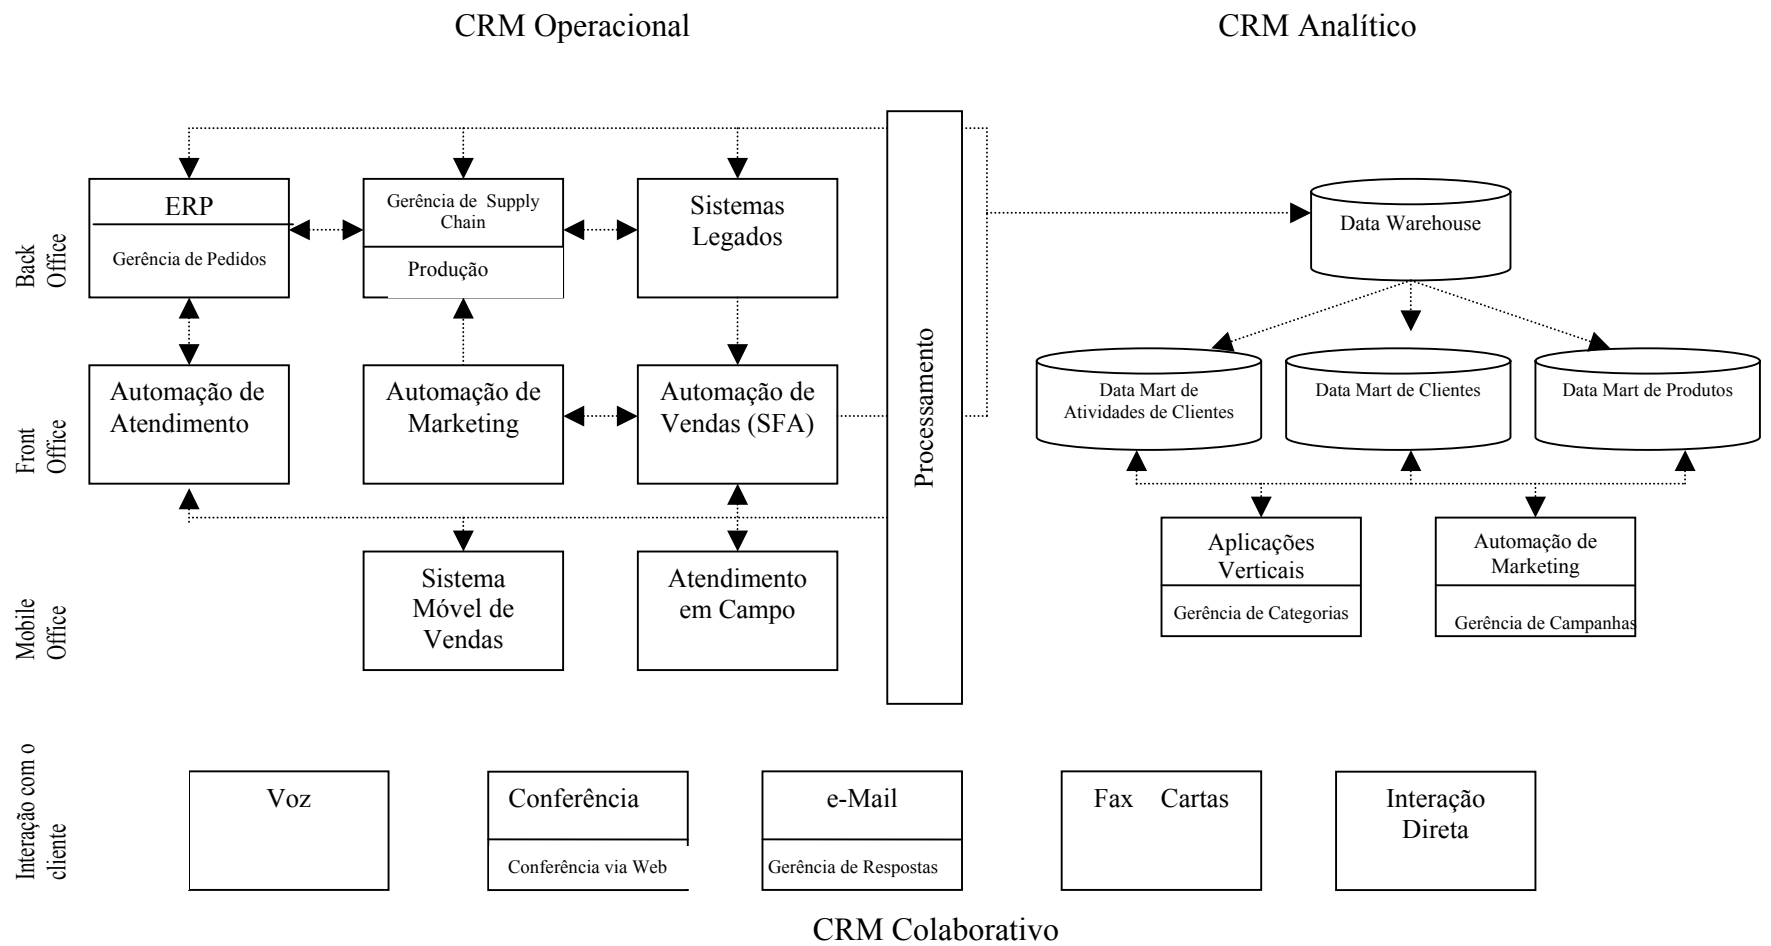 CRM Operacional
CRM Analítico
Back
Office
ERP
Gerência de Pedidos
Gerência de Supply
Chain
Produção
Sistemas
Legados
Data Warehouse
Front
Office
Automação de
Atendimento
Automação de
Marketing
Automação de
Vendas (SFA)
Processamento
Data Mart de
Atividades de Clientes
Data Mart de Clientes
Data Mart de Produtos
Mobile
Office
Sistema
Móvel de
Vendas
Atendimento
em Campo
Aplicações
Verticais
Gerência de Categorias
Automação de
Marketing
Gerência de Campanhas
Interação com o
cliente
Voz
Conferência
Conferência via Web
e-Mail
Gerência de Respostas
Fax Cartas
Interação
Direta
CRM Colaborativo